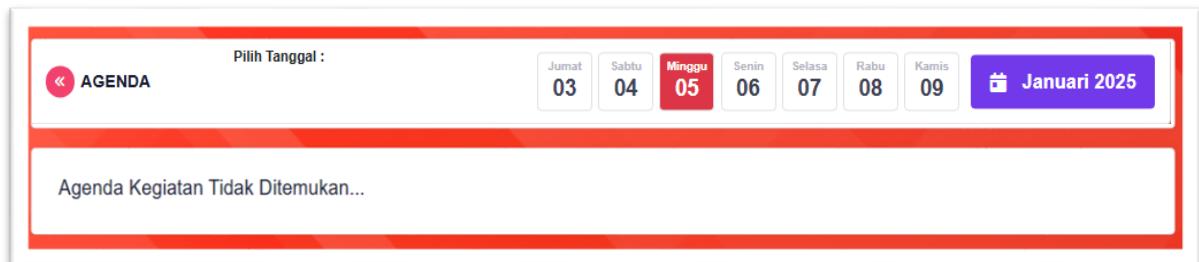 Pilih Tanggal :
« AGENDA
Jumat
03
Sabtu
04
Minggu
05
Senin
06
Selasa
07
Rabu
08
Kamis
09
Januari 2025
Agenda Kegiatan Tidak Ditemukan...